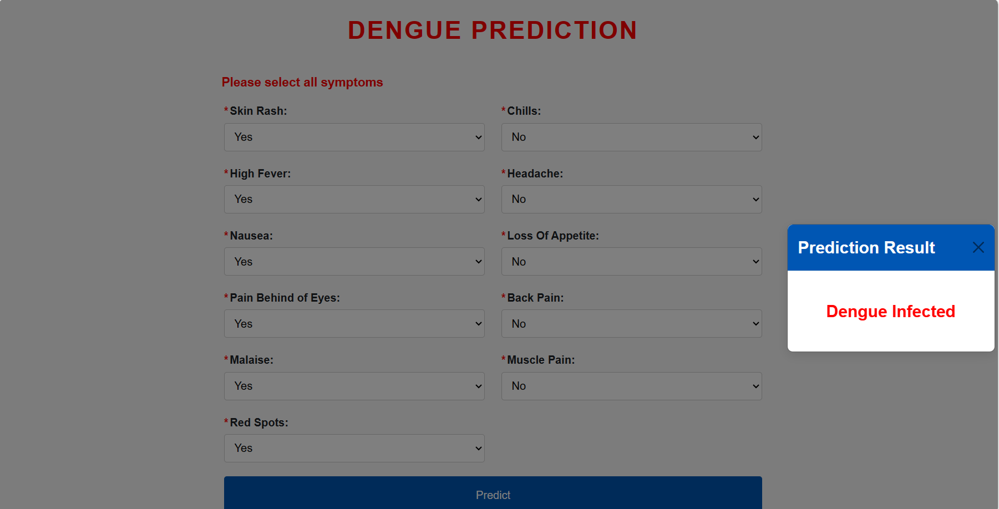 DENGUE PREDICTION
Please select all symptoms
*Skin Rash:
Yes
*Chills:
No
*High Fever:
Yes
*Headache:
No
*Nausea:
Yes
*Loss Of Appetite:
No
*Pain Behind of Eyes:
Yes
*Back Pain:
No
*Malaise:
Yes
*Muscle Pain:
No
*Red Spots:
Yes
Predict
Prediction Result
Dengue Infected